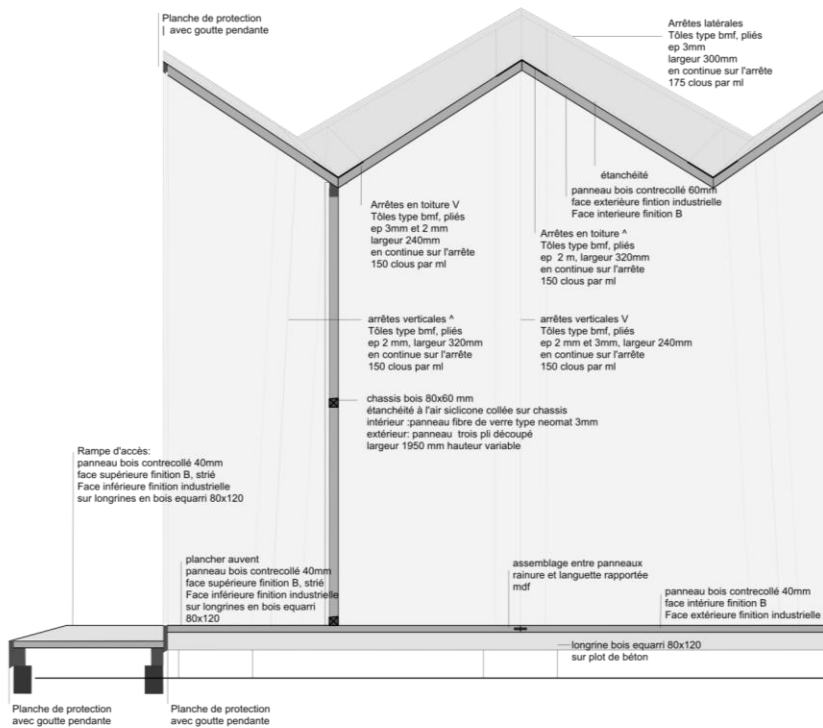 Planche de protection
| avec goutte pendante
Arrêtes latérales
Tôles type bmf, pliés
ep 3mm
largeur 300mm
en continue sur l'arrête
175 clous par ml
étanchéité
panneau bois contrecollé 60mm
face exterièure fintion industrielle
Face interieure finition B
Arrêtes en toiture V
Tôles type bmf, pliés
ep 3mm et 2 mm
largeur 240mm
en continue sur l'arrête
150 clous par ml
Arrêtes en toiture ^
Tôles type bmf, pliés
ep 2 m, largeur 320mm
en continue sur l'arrête
150 clous par ml
arrêtes verticales ^
Tôles type bmf, pliés
ep 2 mm, largeur 320mm
en continue sur l'arrête
150 clous par ml
arrêtes verticales V
Tôles type bmf, pliés
ep 2 mm et 3mm, largeur 240mm
en continue sur l'arrête
150 clous par ml
chassis bois 80x60 mm
étanchéité à l'air siclicone collée sur chassis
intérieur :panneau fibre de verre type neomat 3mm
extérieur: panneau trois pli découpé
largeur 1950 mm hauteur variable
Rampe d'accès:
panneau bois contrecollé 40mm
face supérieure finition B, strié
Face inférieure finition industrielle
sur longrines en bois equarri 80x120
plancher auvent
panneau bois contrecollé 40mm
face supérieure finition B, strié
Face inférieure finition industrielle
sur longrines en bois equarri
80x120
assemblage entre panneaux
rainure et languette rapportée
mdf
panneau bois contrecollé 40mm
face intériure finition B
Face extérieure finition industrielle
longrine bois equarri 80x120
sur plot de béton
Planche de protection
avec goutte pendante
Planche de protection
avec goutte pendante